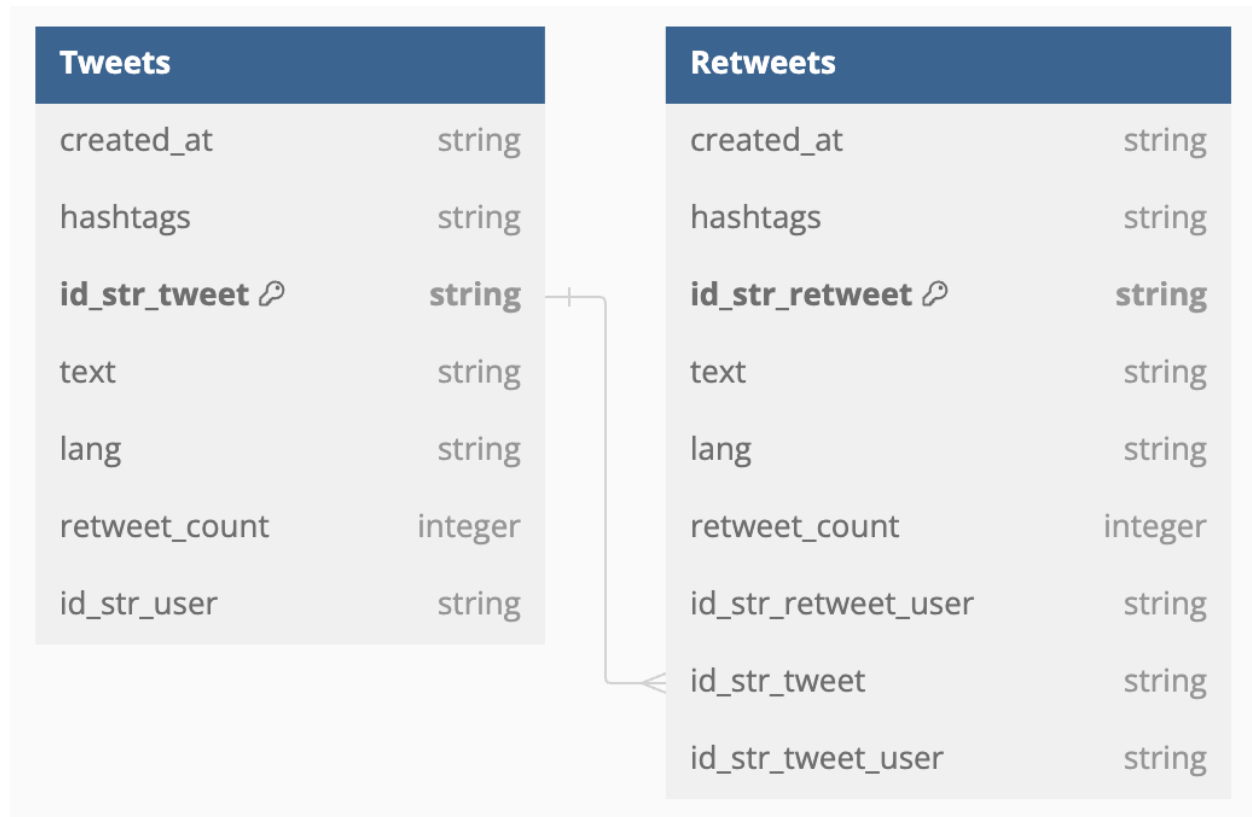 Tweets
created_at string
hashtags string
id_str_tweet string
text string
lang string
retweet_count integer
id_str_user string
Retweets
created_at string
hashtags string
id_str_retweet string
text string
lang string
retweet_count integer
id_str_retweet_user string
id_str_tweet string
id_str_tweet_user string